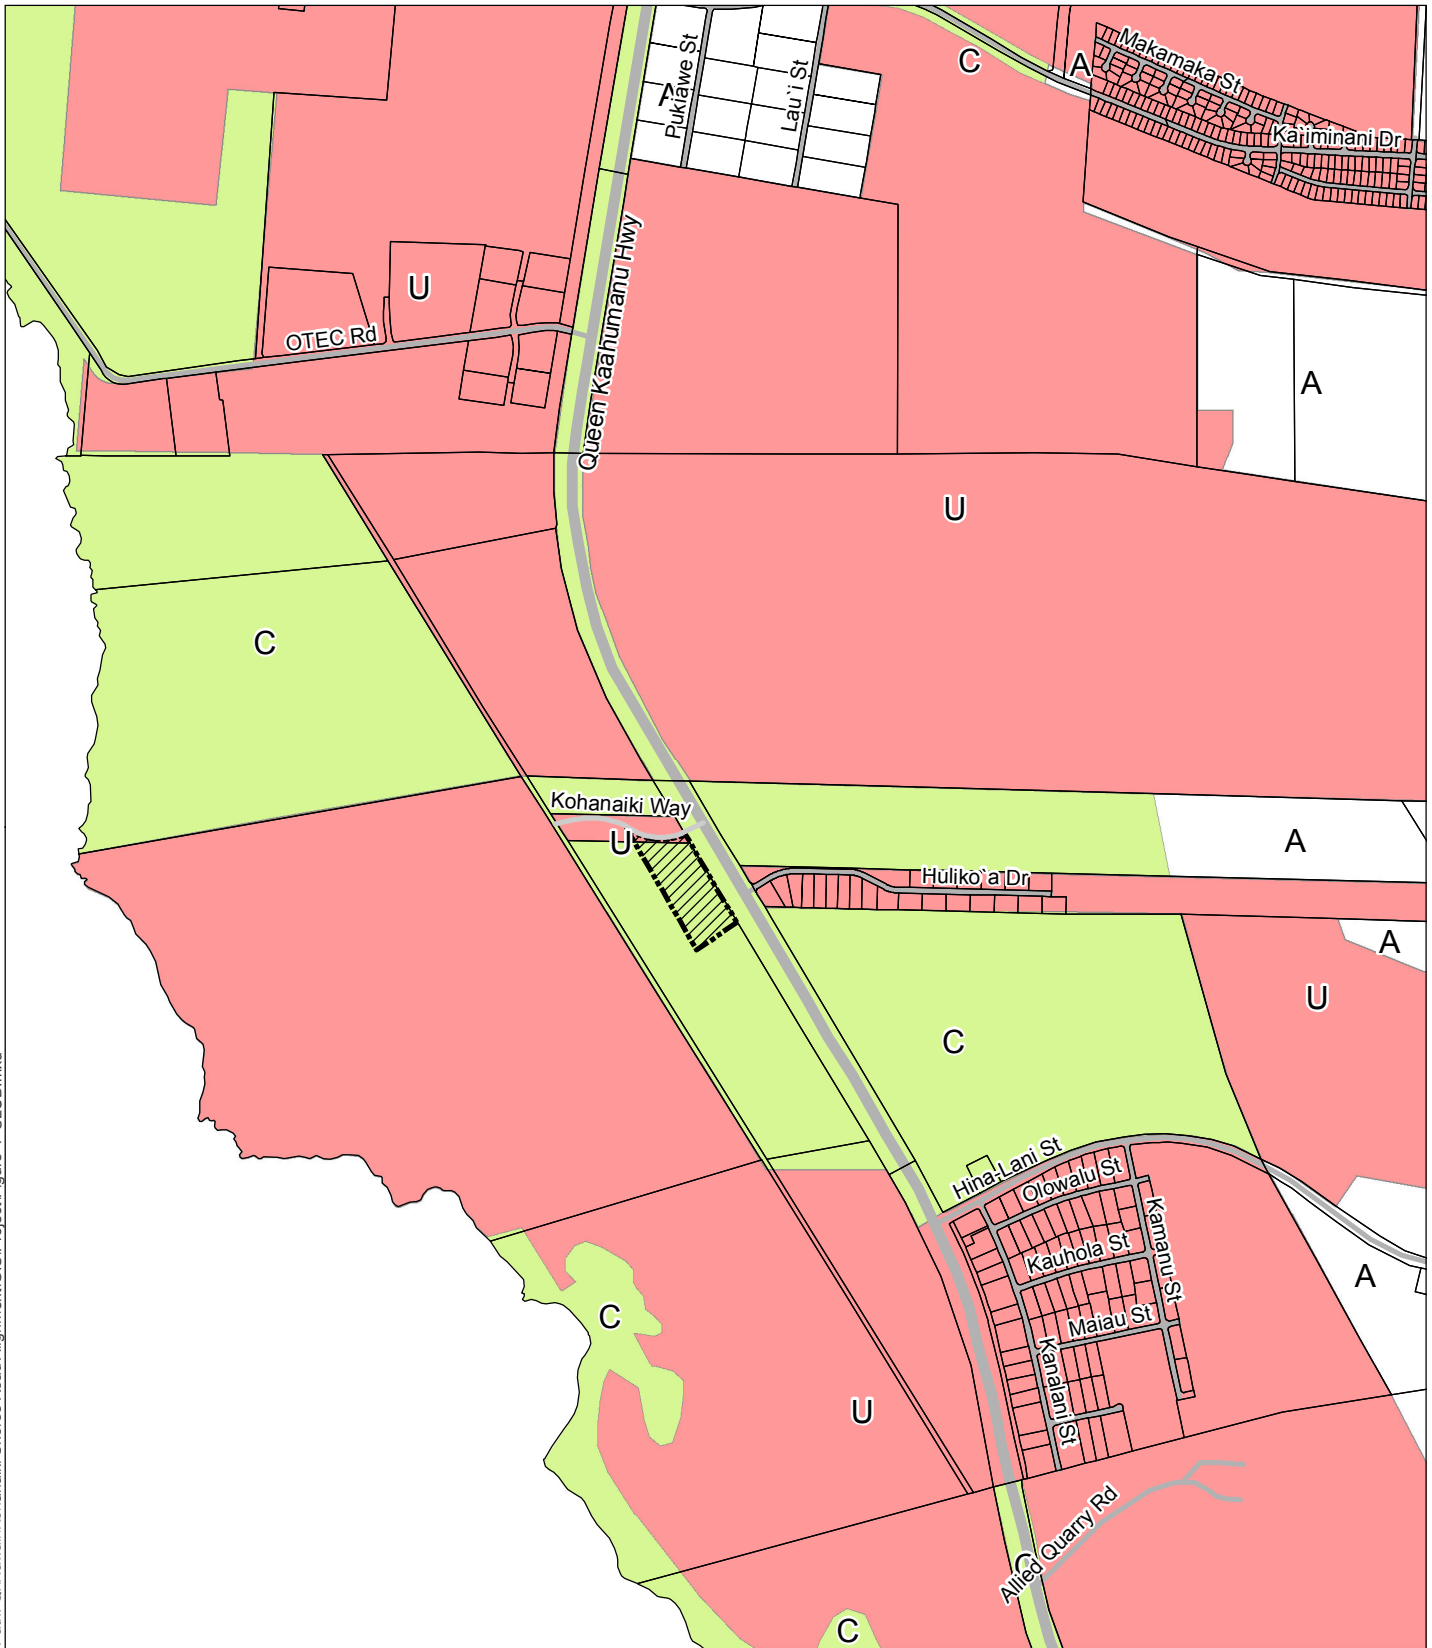 C
A
Makamaka St
A
Pukiawe St
Lau`i St
Ka`iminani Dr
Queen Kaahumanu Hwy
U
OTEC Rd
A
U
C
Kohanaiki Way
U
A
Huliko`a Dr
A
U
C
Hina-Lani St
Olowalu St
Kamanu St
Kauhola St
A
C
Maiau St
Kanalani St
U
Allied Quarry Rd
C
C